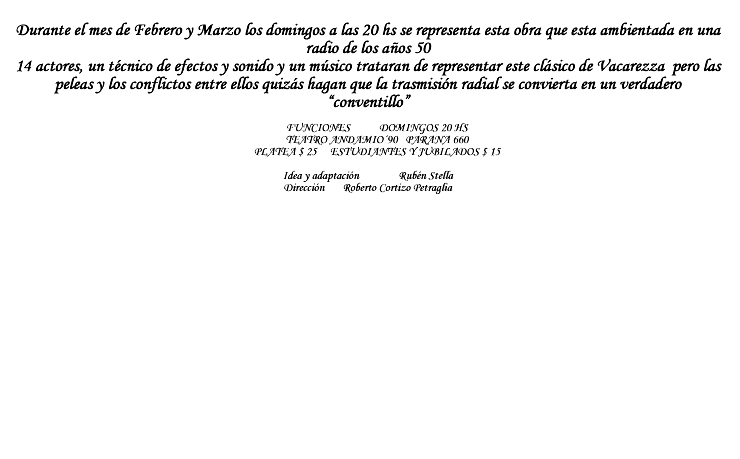 Durante el mes de Febrero y Marzo los domingos a las 20 hs se representa esta obra que esta ambientada en una
radio de los años 50
14 actores, un técnico de efectos y sonido y un músico trataran de representar este clásico de Vacarezza pero las
peleas y los conflictos entre ellos quizás hagan que la trasmisión radial se convierta en un verdadero
“conventillo”
FUNCIONES DOMINGOS 20 HS
TEATRO ANDAMIO´90 PARANA 660
PLATEA $ 25 ESTUDIANTES Y JUBILADOS $ 15
Idea y adaptación Rubén Stella
Dirección Roberto Cortizo Petraglia